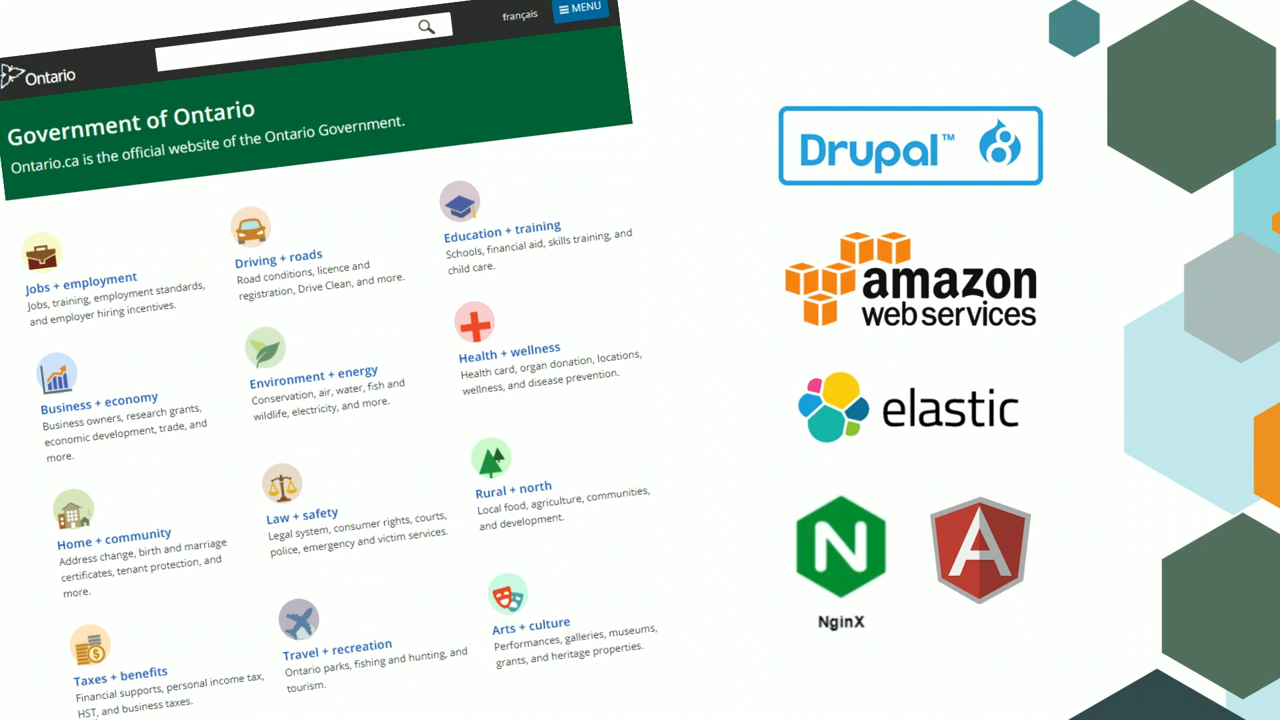 français
MENU
Ontario
Government of Ontario
Ontario.ca is the official website of the Ontario Government.
Jobs + employment
Jobs, training, employment standards,
and employer hiring incentives.
Driving + roads
Road conditions, licence and
registration, Drive Clean, and more.
Education + training
Schools, financial aid, skills training, and
child care.
Business + economy
Business owners, research grants,
economic development, trade, and
more.
Environment + energy
Conservation, air, water, fish and
wildlife, electricity, and more.
Health + wellness
Health card, organ donation, locations,
wellness, and disease prevention.
Home + community
Address change, birth and marriage
certificates, tenant protection, and
more.
Law + safety
Legal system, consumer rights, courts,
police, emergency and victim services.
Rural + north
Local food, agriculture, communities,
and development.
Taxes + benefits
Financial supports, personal income tax,
HST, and business taxes.
Travel + recreation
Ontario parks, fishing and hunting, and
tourism.
Arts + culture
Performances, galleries, museums,
grants, and heritage properties.
Drupal™ 8
amazon
web services
elastic
N
A
NginX